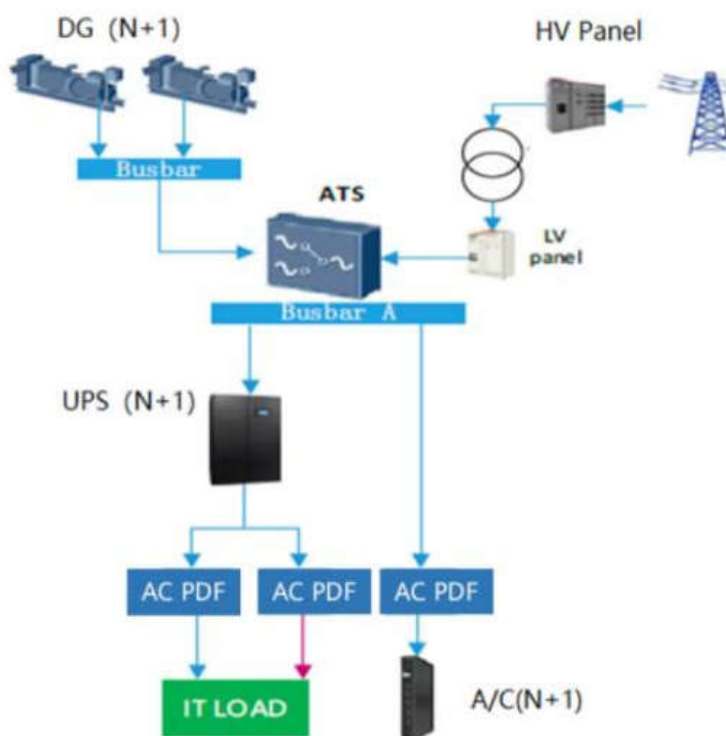 DG (N+1)
HV Panel
Busbar
ATS
LV
panel
Busbar A
UPS (N+1)
AC PDF
AC PDF
AC PDF
IT LOAD
A/C(N+1)